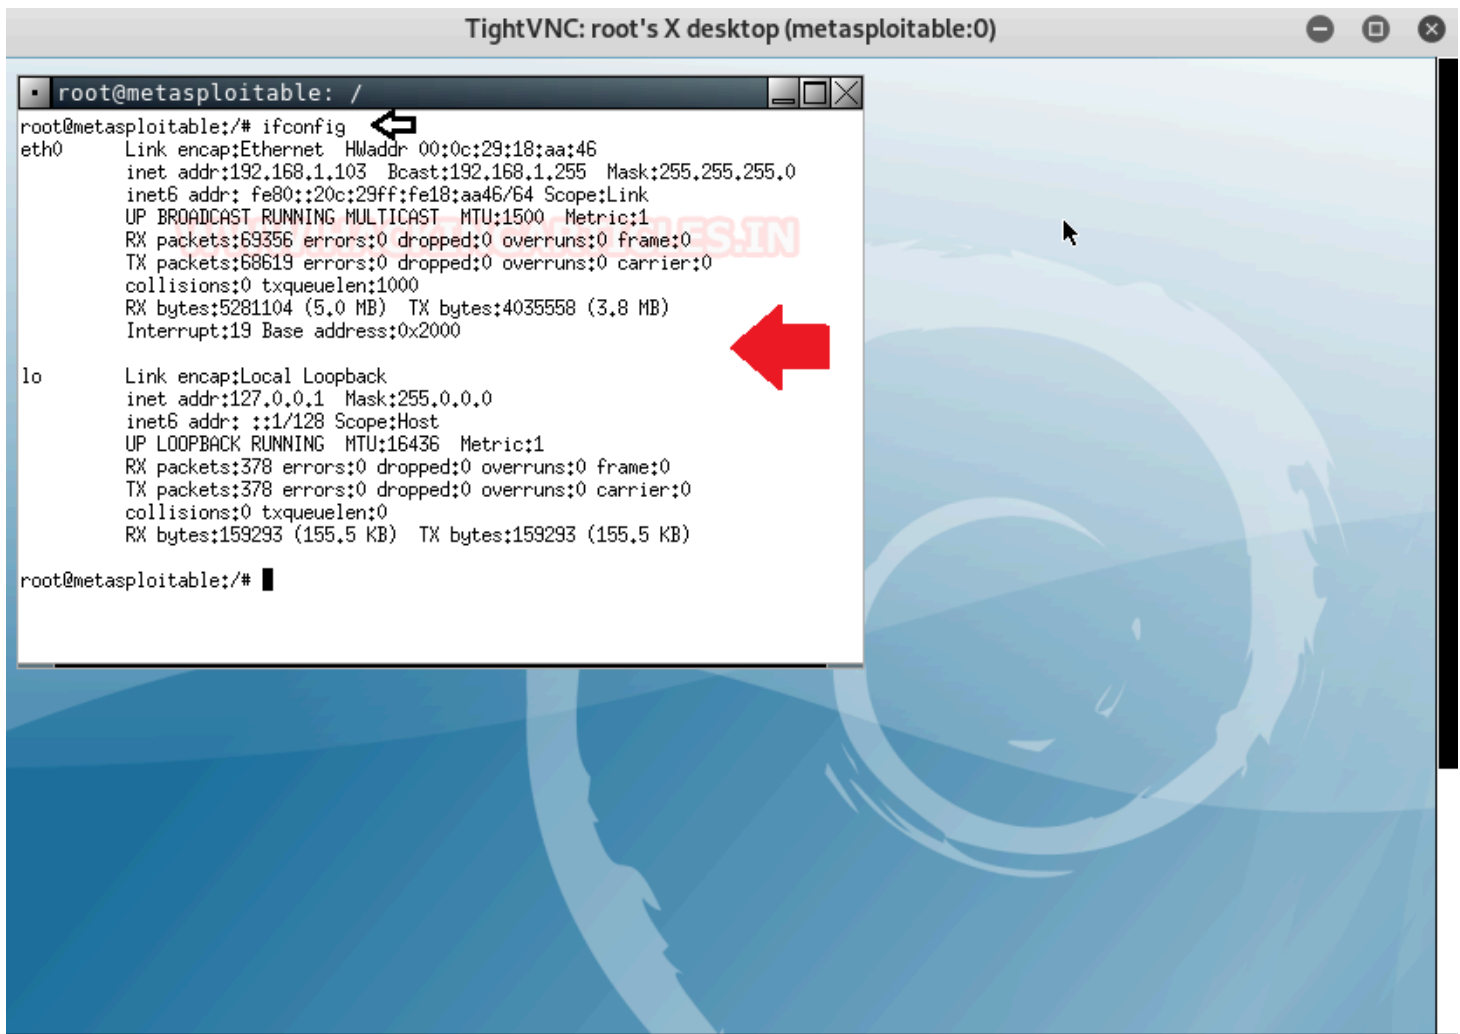 TightVNC: root's X desktop (metasploitable:0)
root@metasploitable: /
root@metasploitable:/# ifconfig
eth0 Link encap:Ethernet HWaddr 00:0c:29:18:aa:46
inet addr:192.168.1.103 Bcast:192.168.1.255 Mask:255.255.255.0
inet6 addr: fe80::20c:29ff:fe18:aa46/64 Scope:Link
UP BROADCAST RUNNING MULTICAST MTU:1500 Metric:1
RX packets:69356 errors:0 dropped:0 overruns:0 frame:0
WWW.HACKINGARTICLES.IN
TX packets:68619 errors:0 dropped:0 overruns:0 carrier:0
collisions:0 txqueuelen:1000
RX bytes:5281104 (5.0 MB) TX bytes:4035558 (3.8 MB)
Interrupt:19 Base address:0x2000
lo Link encap:Local Loopback
inet addr:127.0.0.1 Mask:255.0.0.0
inet6 addr: ::1/128 Scope:Host
UP LOOPBACK RUNNING MTU:16436 Metric:1
RX packets:378 errors:0 dropped:0 overruns:0 frame:0
TX packets:378 errors:0 dropped:0 overruns:0 carrier:0
collisions:0 txqueuelen:0
RX bytes:159293 (155.5 KB) TX bytes:159293 (155.5 KB)
root@metasploitable:/#